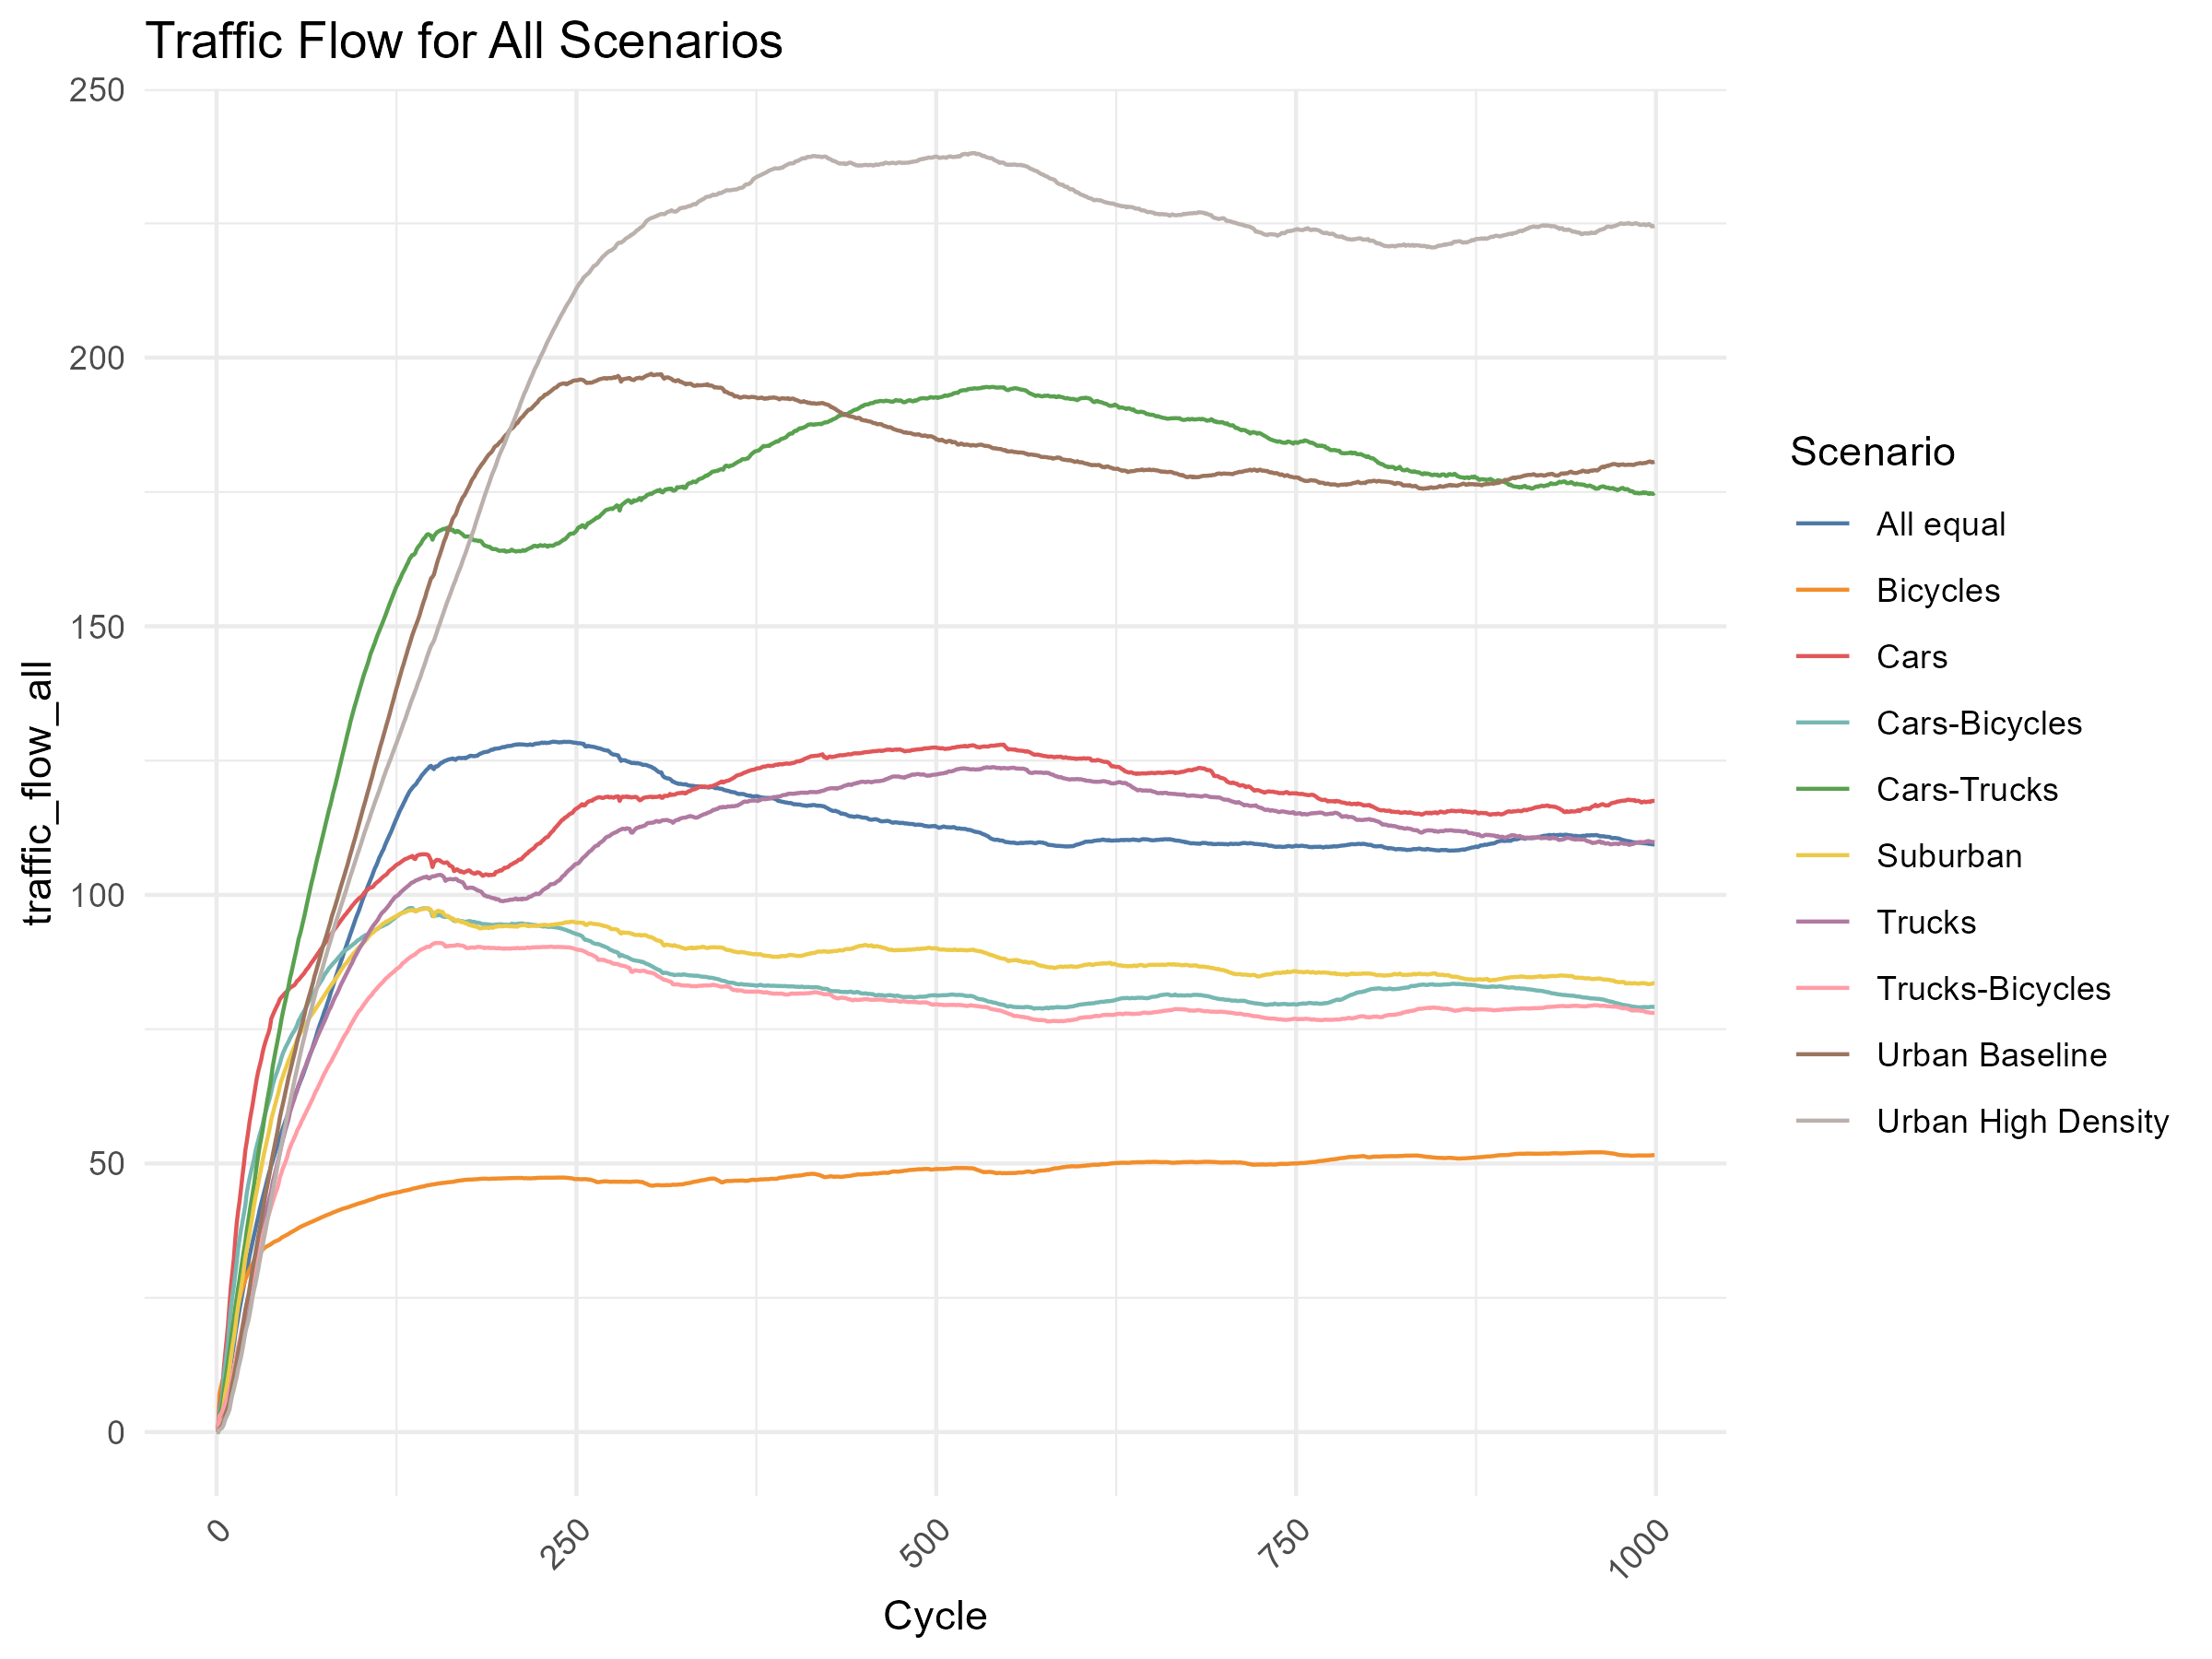 Traffic Flow for All Scenarios
250
200
150
100
50
0
traffic_flow_all
0
250
500
750
1000
Cycle
Scenario
All equal
Bicycles
Cars
Cars-Bicycles
Cars-Trucks
Suburban
Trucks
Trucks-Bicycles
Urban Baseline
Urban High Density